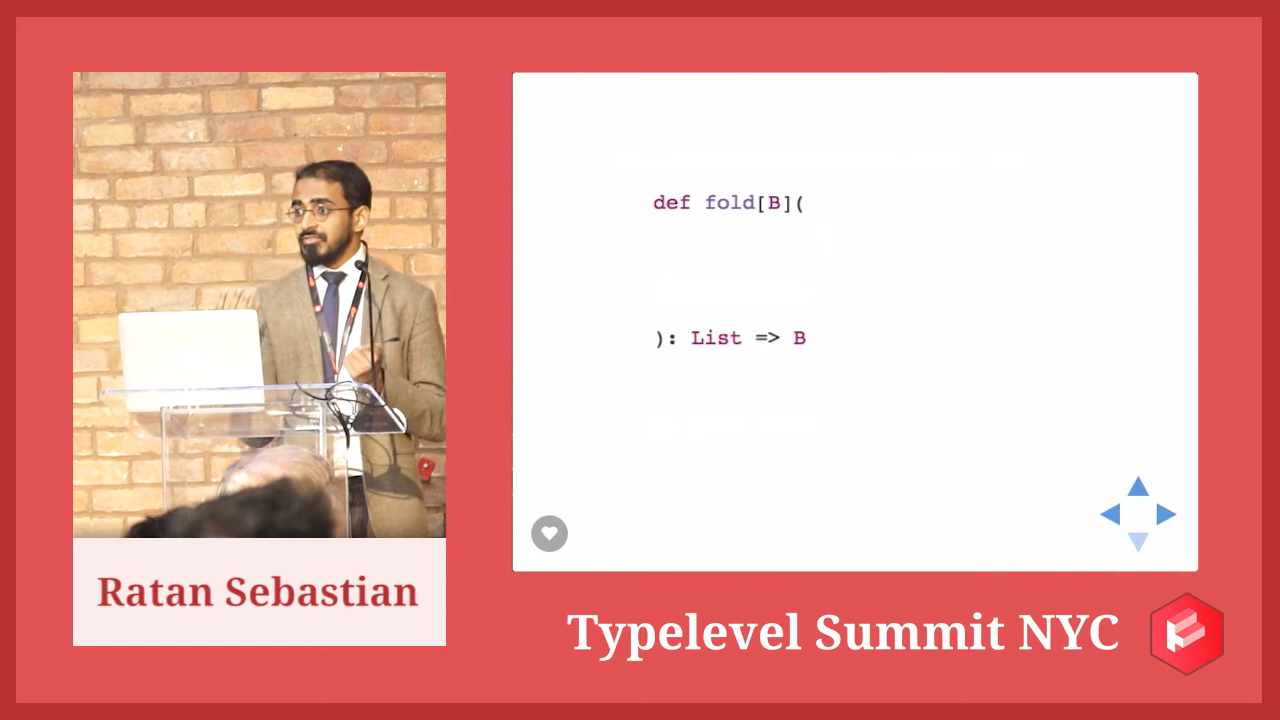 def fold[B](
): List => B
Ratan Sebastian
Typelevel Summit NYC